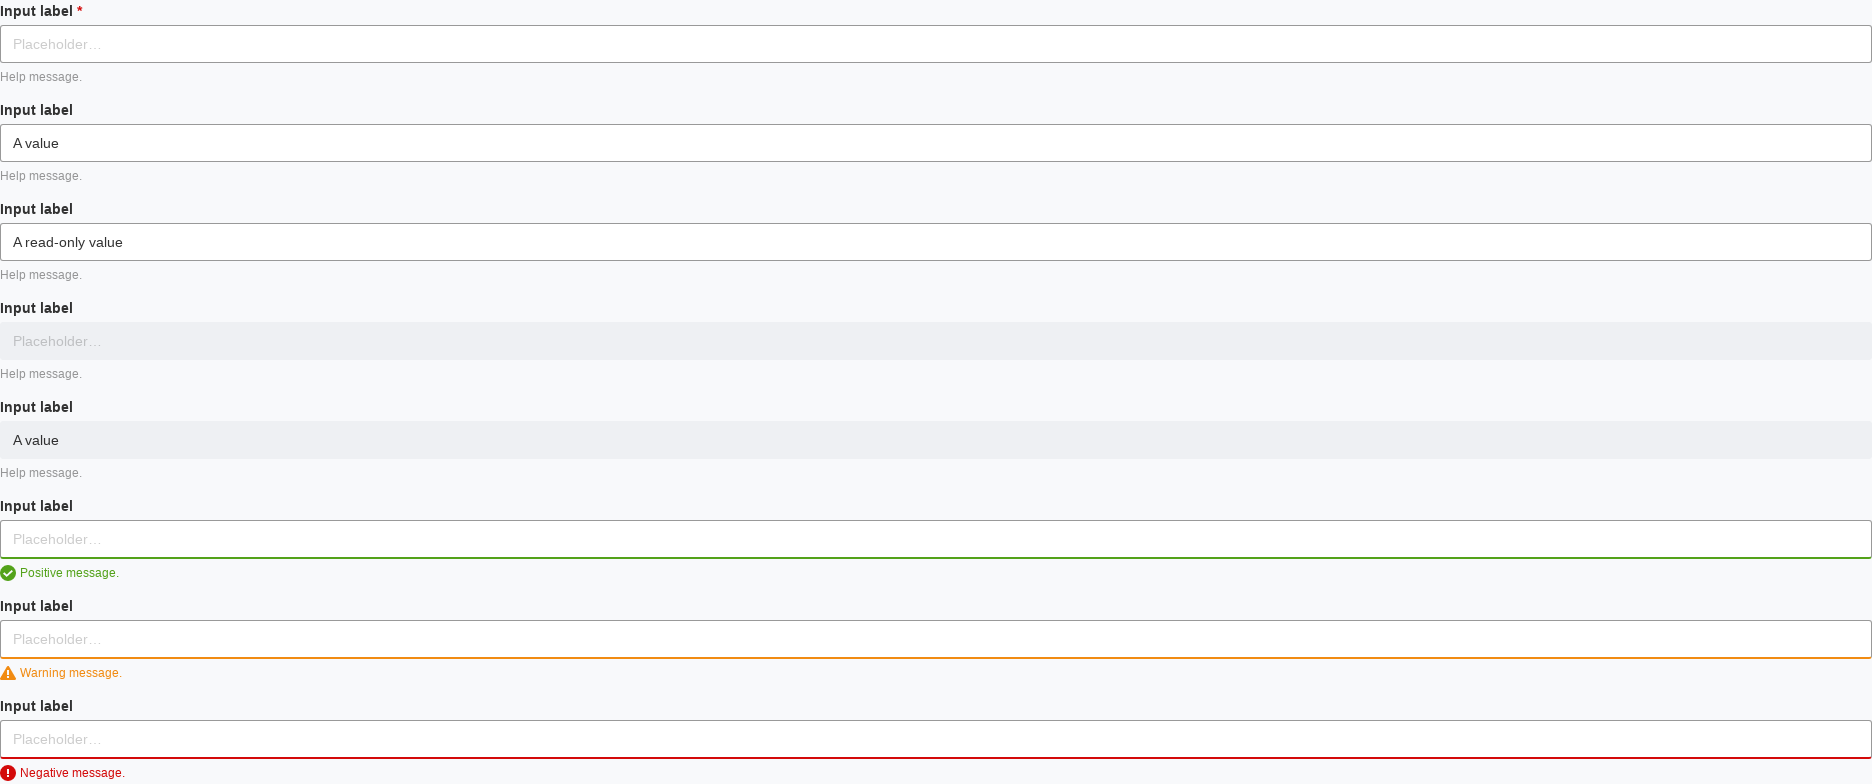 Input label *
Placeholder…
Help message.
Input label
A value
Help message.
Input label
A read-only value
Help message.
Input label
Placeholder…
Help message.
Input label
A value
Help message.
Input label
Placeholder…
Positive message.
Input label
Placeholder…
Warning message.
Input label
Placeholder…
Negative message.